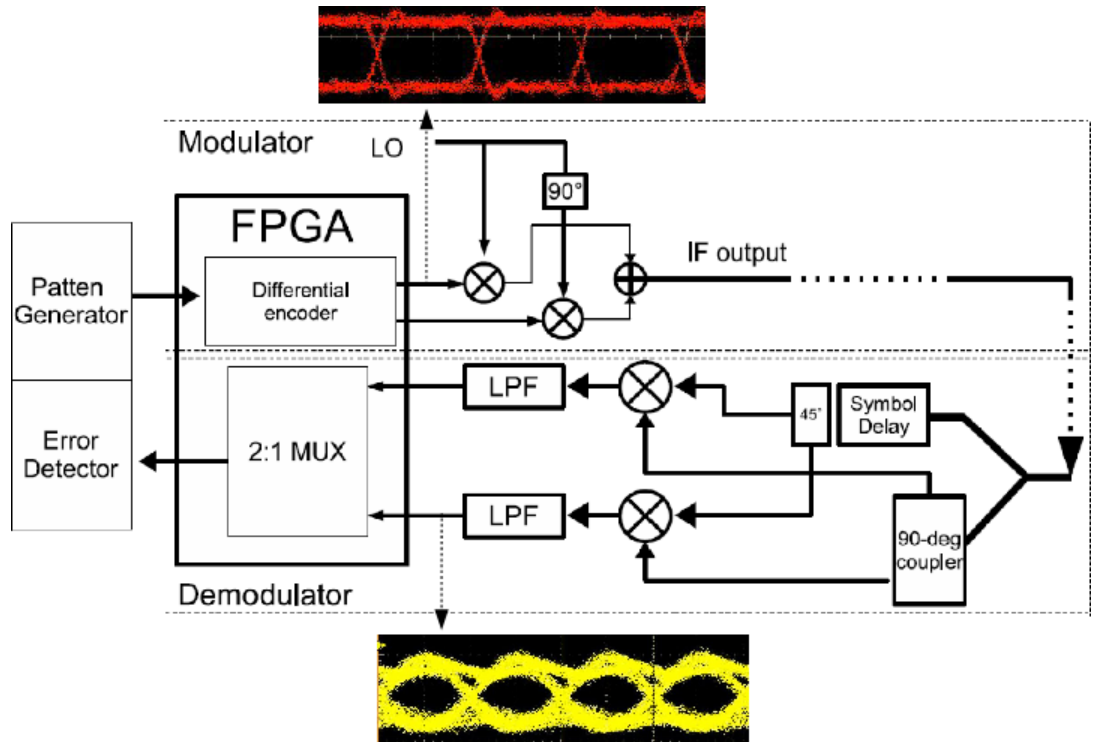 Modulator
LO
90°
FPGA
Patten
Generator
Differential
encoder
IF output
Error
Detector
2:1 MUX
LPF
45°
Symbol
Delay
LPF
90-deg
coupler
Demodulator